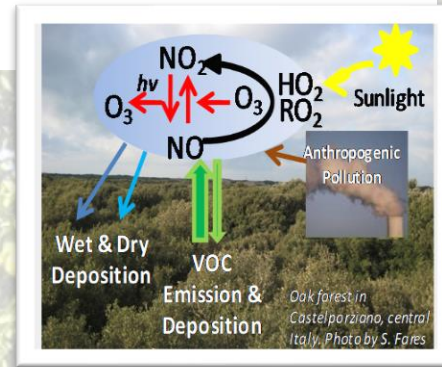 NO2
hv
O3
O3
HO2
RO2
Sunlight
NO
Anthropogenic
Pollution
Wet & Dry
Deposition
VOC
Emission &
Deposition
Oak forest in
Castelporziano, central
Italy. Photo by S. Fares